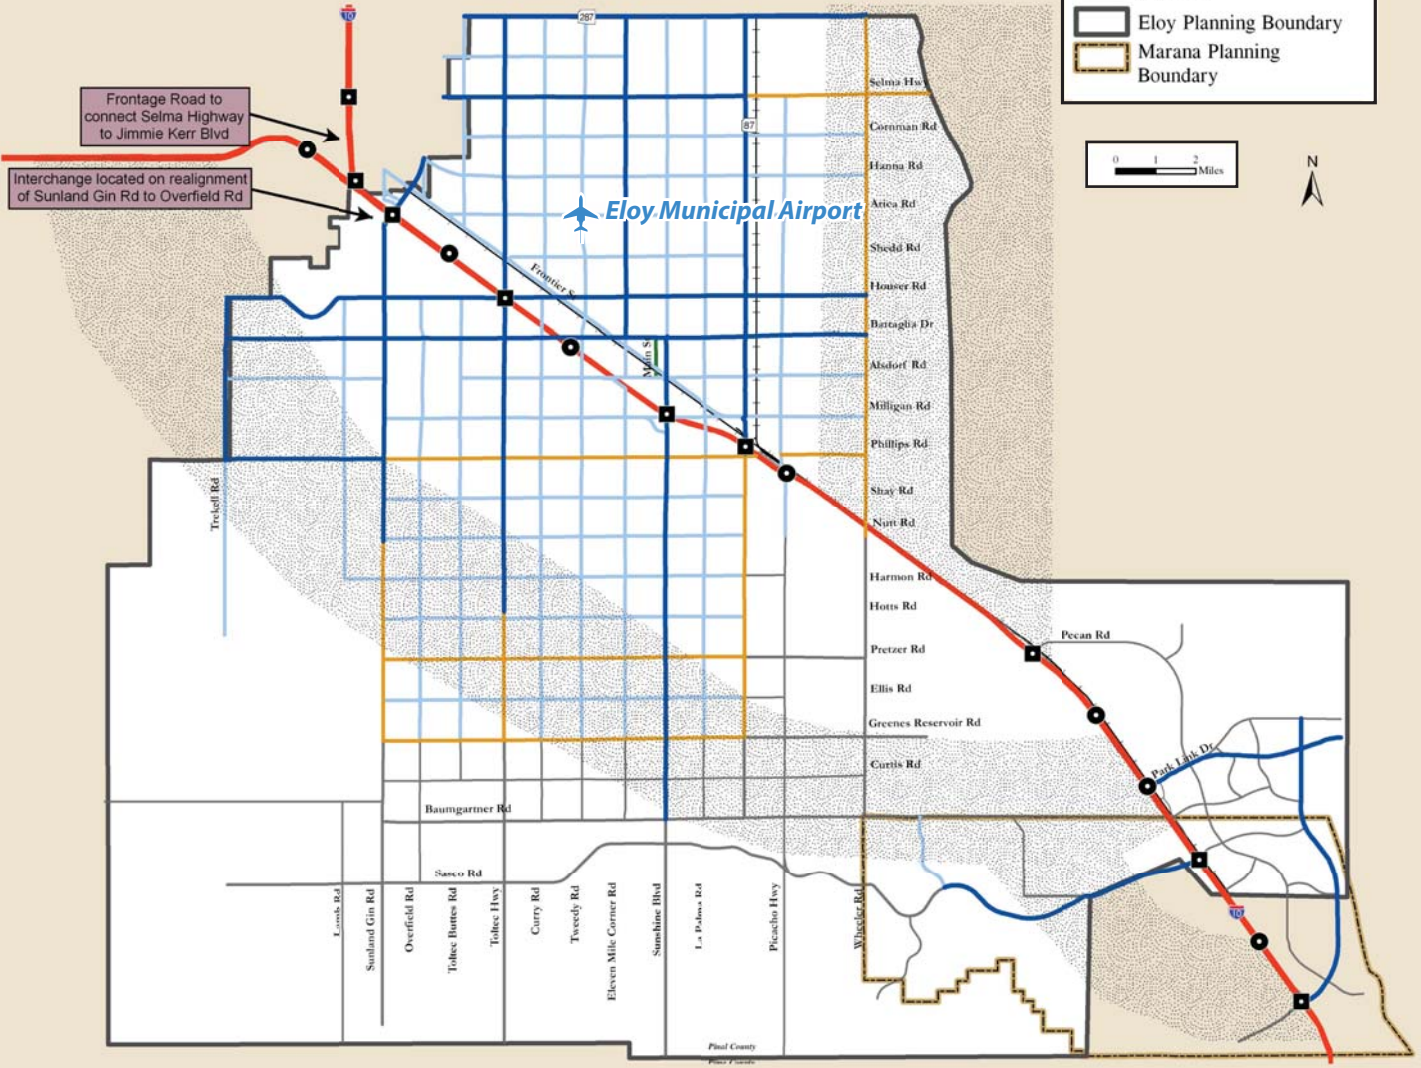 10
287
Eloy Planning Boundary
Marana Planning
Boundary
Frontage Road to
connect Selma Highway
to Jimmie Kerr Blvd
Interchange located on realignment
of Sunland Gin Rd to Overfield Rd
0 1 2
Miles
N
Selma Hwy
87
Cornman Rd
Hanna Rd
Arica Rd
Eloy Municipal Airport
Shedd Rd
Frontier St
Houser Rd
Battaglia Dr
Main St
Alsdorf Rd
Milligan Rd
Phillips Rd
Shay Rd
Trekell Rd
Nutt Rd
Harmon Rd
Hotts Rd
Pecan Rd
Pretzer Rd
Ellis Rd
Greenes Reservoir Rd
Park Link Dr
Curtis Rd
Baumgartner Rd
Sasco Rd
Lamb Rd
Sunland Gin Rd
Overfield Rd
Toltec Buttes Rd
Toltec Hwy
Curry Rd
Tweedy Rd
Eleven Mile Corner Rd
Sunshine Blvd
La Palma Rd
Picacho Hwy
Wheeler Rd
10
Pinal County
Pima County